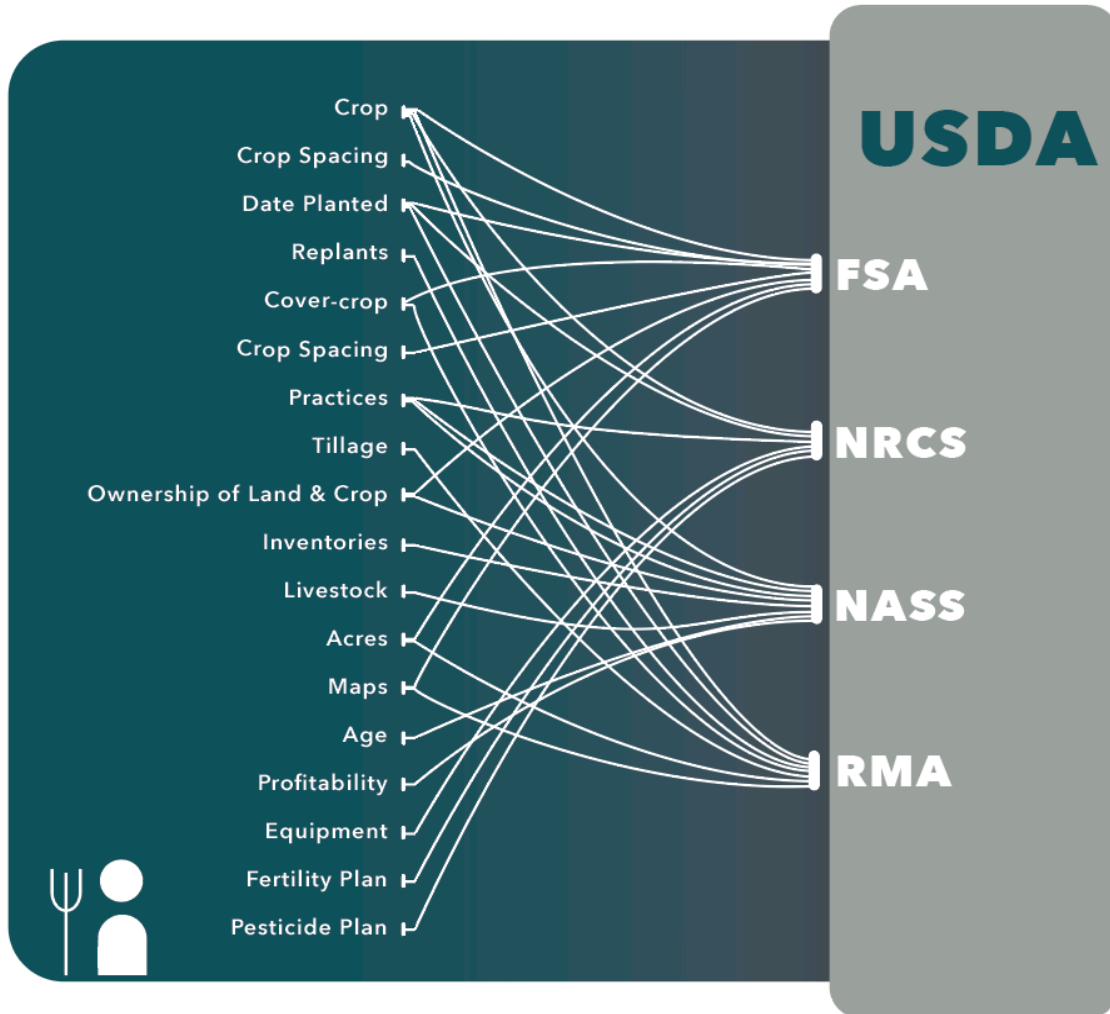 USDA
Crop
Crop Spacing
Date Planted
Replants
Cover-crop
Crop Spacing
Practices
Tillage
Ownership of Land & Crop
Inventories
Livestock
Acres
Maps
Age
Profitability
Equipment
Fertility Plan
Pesticide Plan
FSA
NRCS
NASS
RMA